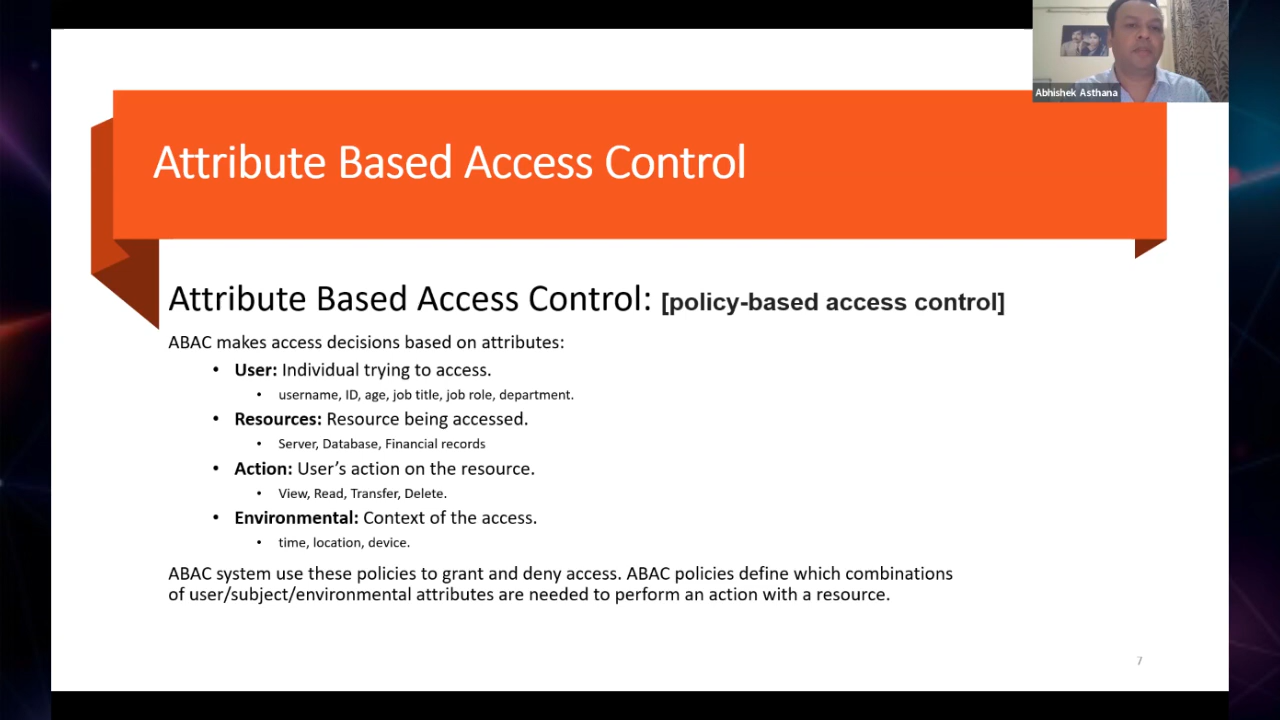 Abhishek Asthana
Attribute Based Access Control
Attribute Based Access Control: [policy-based access control]
ABAC makes access decisions based on attributes:
• User: Individual trying to access.
• username, ID, age, job title, job role, department.
• Resources: Resource being accessed.
• Server, Database, Financial records
• Action: User’s action on the resource.
• View, Read, Transfer, Delete.
• Environmental: Context of the access.
• time, location, device.
ABAC system use these policies to grant and deny access. ABAC policies define which combinations
of user/subject/environmental attributes are needed to perform an action with a resource.
7